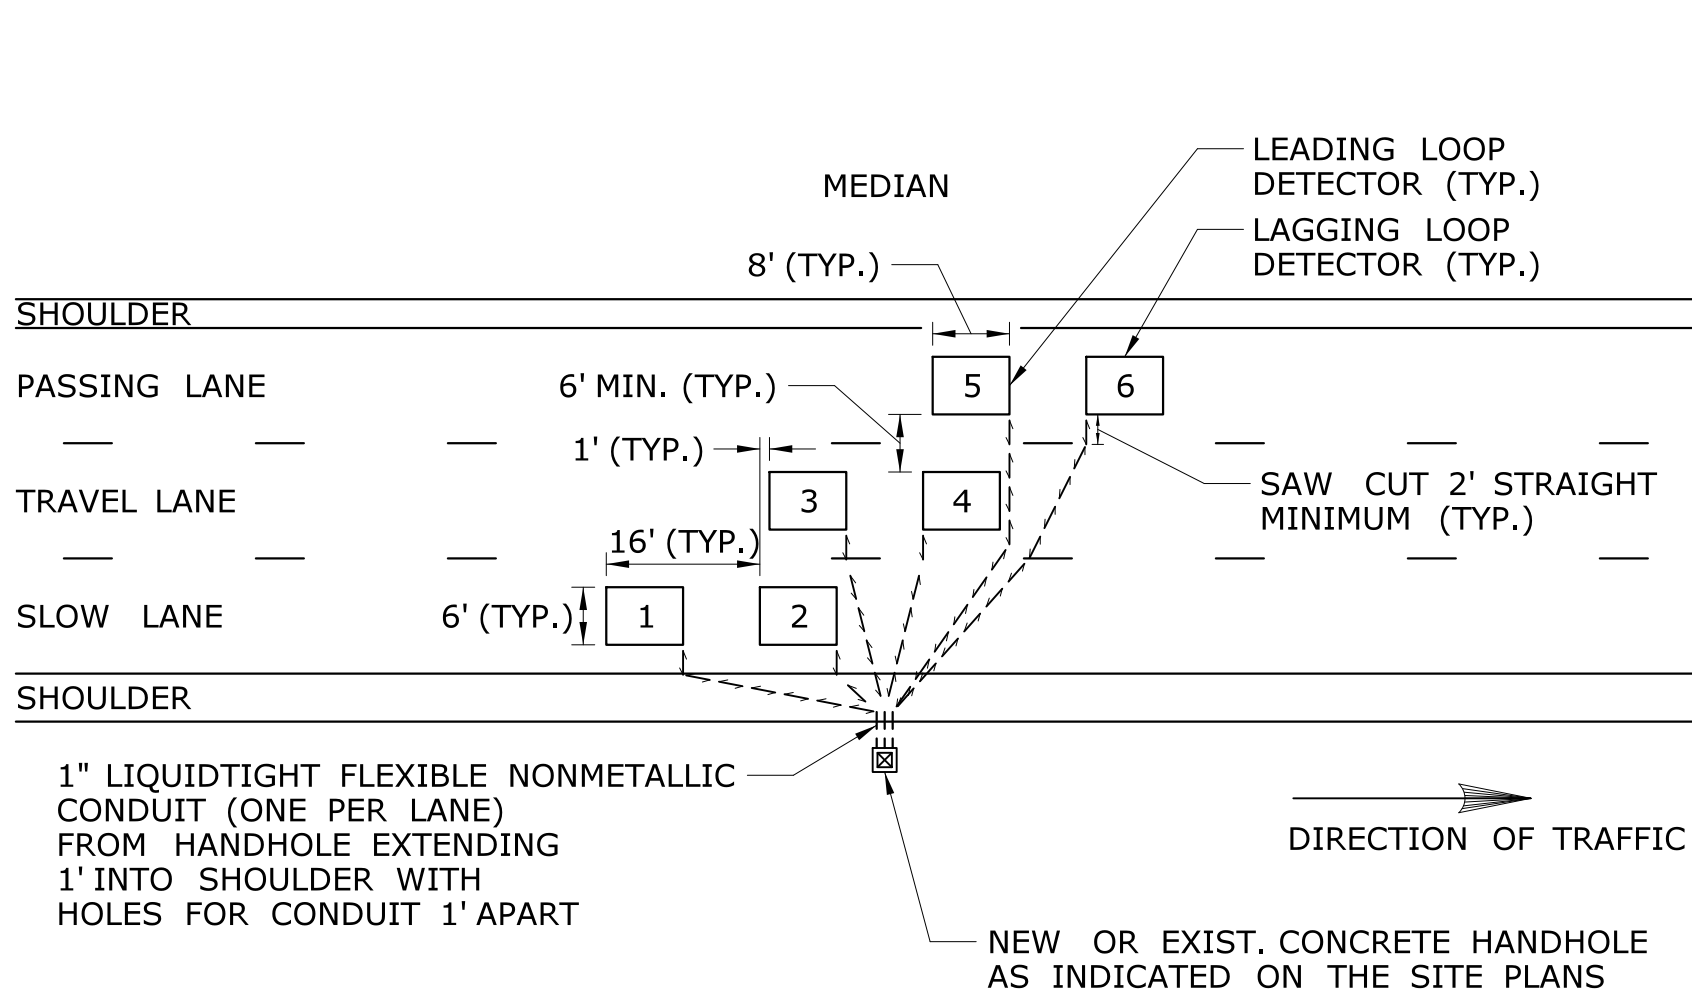 LEADING LOOP
DETECTOR (TYP.)
MEDIAN
LAGGING LOOP
DETECTOR (TYP.)
8' (TYP.)
SHOULDER
PASSING LANE
6' MIN. (TYP.)
5
6
1' (TYP.)
TRAVEL LANE
3
4
SAW CUT 2' STRAIGHT
MINIMUM (TYP.)
16' (TYP.)
SLOW LANE
6' (TYP.)
1
2
SHOULDER
1" LIQUIDTIGHT FLEXIBLE NONMETALLIC
CONDUIT (ONE PER LANE)
FROM HANDHOLE EXTENDING
1' INTO SHOULDER WITH
HOLES FOR CONDUIT 1' APART
DIRECTION OF TRAFFIC
NEW OR EXIST. CONCRETE HANDHOLE
AS INDICATED ON THE SITE PLANS